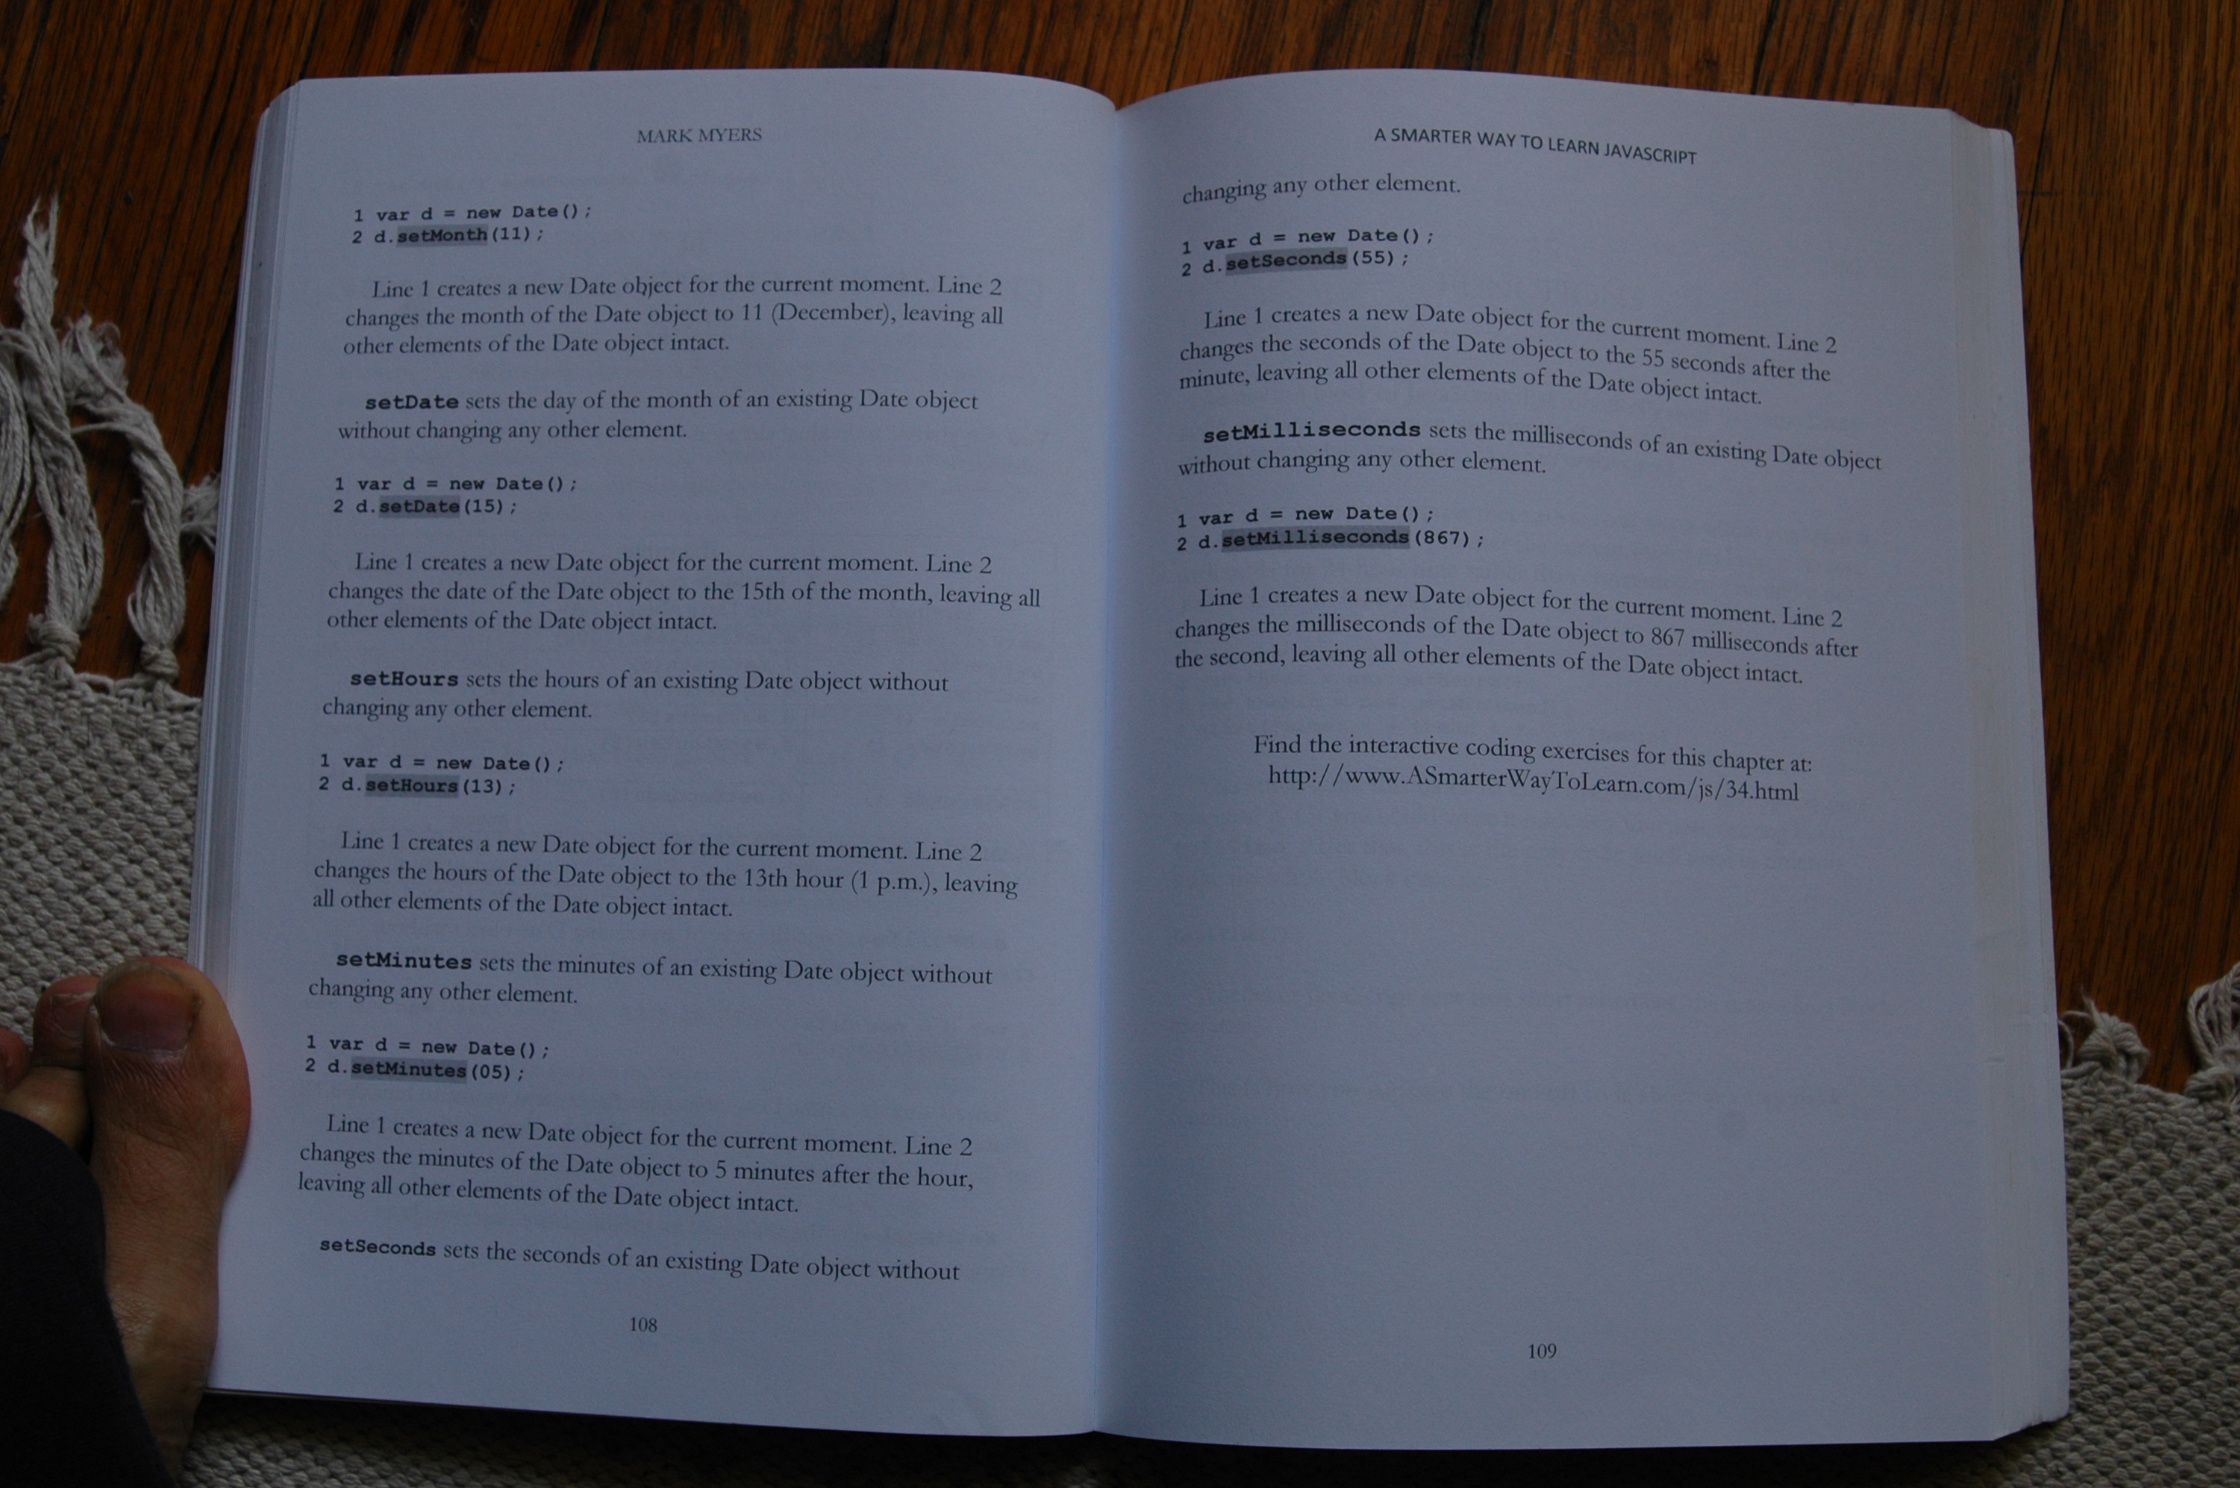 MARK MYERS
1 var d = new Date();
2 d.setMonth(11);
Line 1 creates a new Date object for the current moment. Line 2
changes the month of the Date object to 11 (December), leaving all
other elements of the Date object intact.
setDate sets the day of the month of an existing Date object
without changing any other element.
1 var d = new Date();
2 d.setDate(15);
Line 1 creates a new Date object for the current moment. Line 2
changes the date of the Date object to the 15th of the month, leaving all
other elements of the Date object intact.
setHours sets the hours of an existing Date object without
changing any other element.
1 var d = new Date();
2 d.setHours(13);
Line 1 creates a new Date object for the current moment. Line 2
changes the hours of the Date object to the 13th hour (1 p.m.), leaving
all other elements of the Date object intact.
setMinutes sets the minutes of an existing Date object without
changing any other element.
1 var d = new Date();
2 d.setMinutes(05);
Line 1 creates a new Date object for the current moment. Line 2
changes the minutes of the Date object to 5 minutes after the hour,
leaving all other elements of the Date object intact.
setSeconds sets the seconds of an existing Date object without
108
A SMARTER WAY TO LEARN JAVASCRIPT
changing any other element.
1 var d = new Date();
2 d.setSeconds(55);
Line 1 creates a new Date object for the current moment. Line 2
changes the seconds of the Date object to the 55 seconds after the
minute, leaving all other elements of the Date object intact.
setMilliseconds sets the milliseconds of an existing Date object
without changing any other element.
1 var d = new Date();
2 d.setMilliseconds(867);
Line 1 creates a new Date object for the current moment. Line 2
changes the milliseconds of the Date object to 867 milliseconds after
the second, leaving all other elements of the Date object intact.
Find the interactive coding exercises for this chapter at:
http://www.ASmarterWayToLearn.com/js/34.html
109